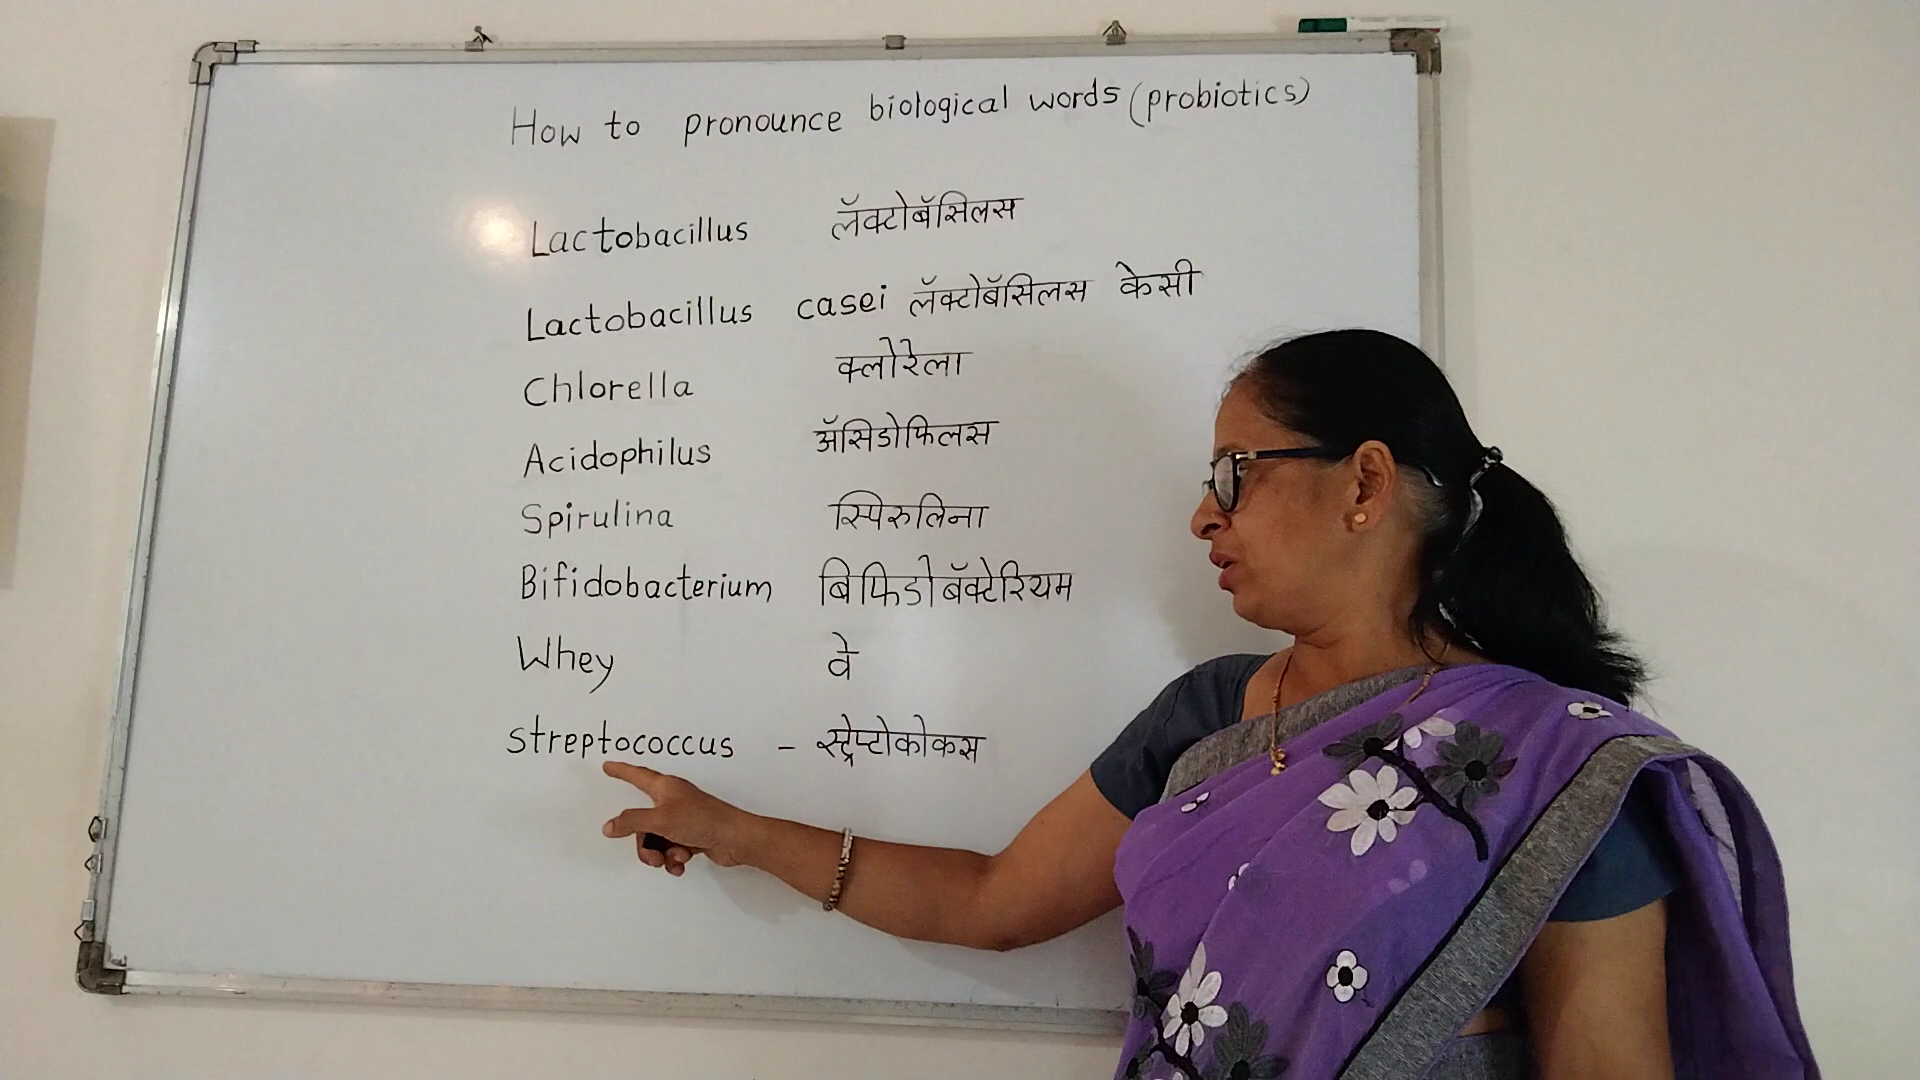 How to pronounce biological words (probiotics)
Lactobacillus लॅक्टोबॅसिलस
Lactobacillus casei लॅक्टोबॅसिलस केसी
Chlorella क्लोरेला
Acidophilus ॲसिडोफिलस
Spirulina स्पिरुलिना
Bifidobacterium बिफिडोबॅक्टेरियम
Whey वे
streptococcus – स्ट्रेप्टोकोकस